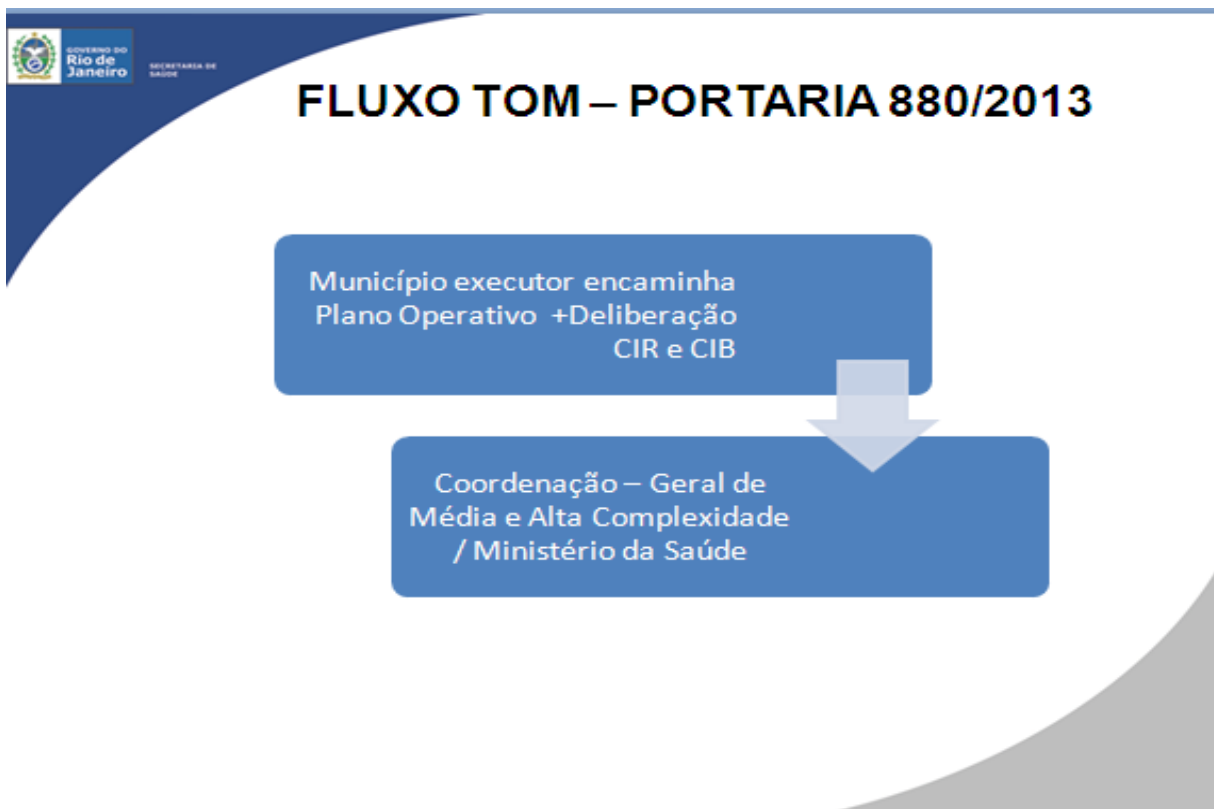 GOVERNO DO
Rio de
Janeiro
SECRETARIA DE
SAÚDE
FLUXO TOM – PORTARIA 880/2013
Município executor encaminha
Plano Operativo +Deliberação
CIR e CIB
Coordenação – Geral de
Média e Alta Complexidade
/ Ministério da Saúde